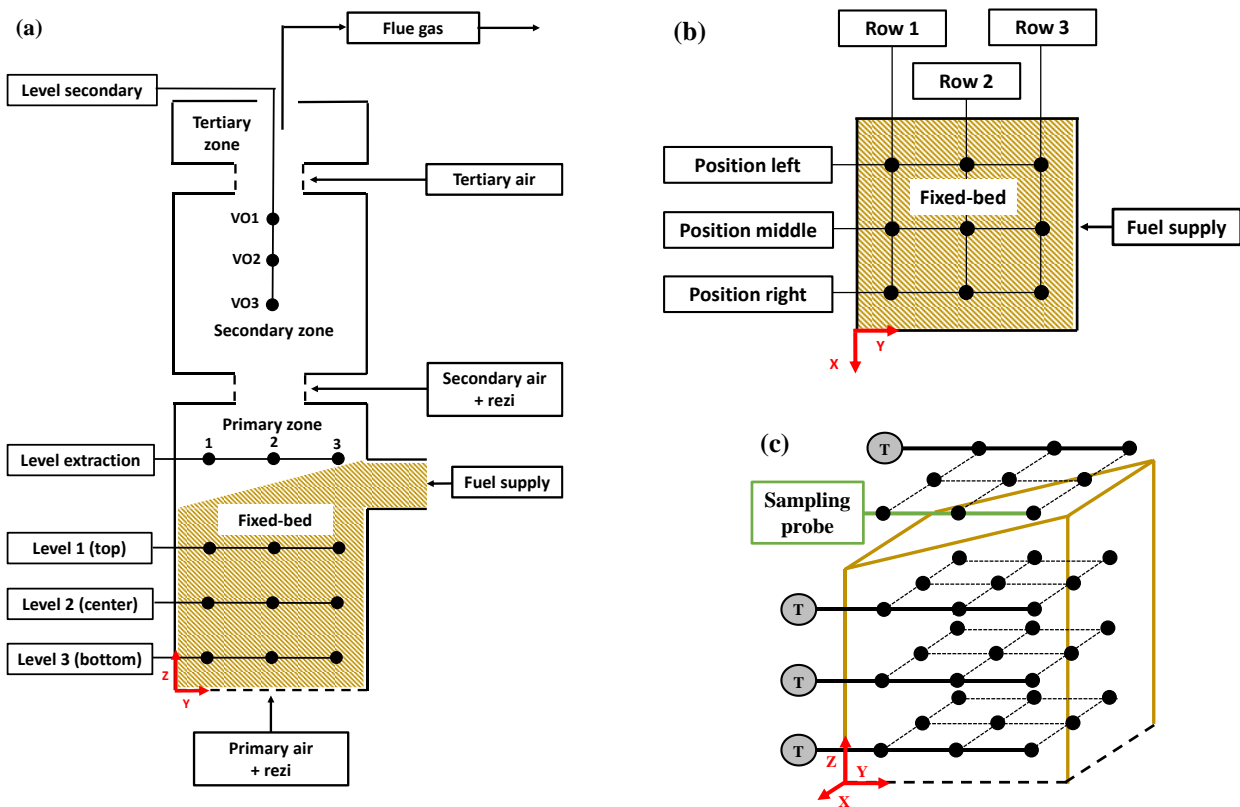 (a)
Flue gas
Level secondary
Tertiary
zone
Tertiary air
VO1
VO2
VO3
Secondary zone
Secondary air
+ rezi
Primary zone
1 2 3
Level extraction
Fuel supply
Fixed-bed
Level 1 (top)
Level 2 (center)
Level 3 (bottom)
Z
Y
Primary air
+ rezi
(b)
Row 1
Row 3
Row 2
Position left
Fixed-bed
Position middle
Fuel supply
Position right
Y
X
(c)
T
Sampling
probe
T
T
T
Z
Y
X